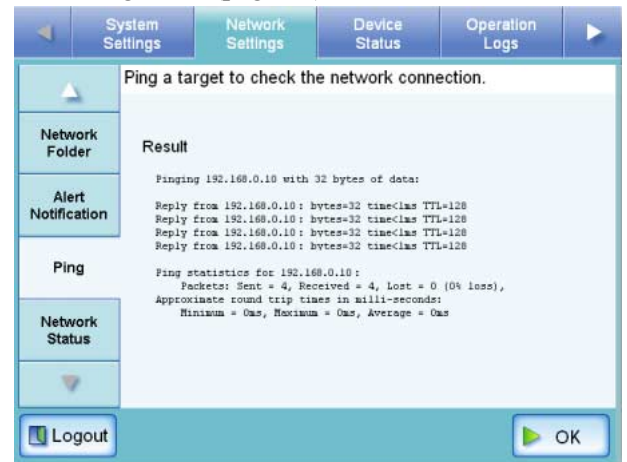 System Settings
Network Settings
Device Status
Operation Logs
Ping a target to check the network connection.
Network Folder
Alert Notification
Ping
Network Status
Result
Pinging 192.168.0.10 with 32 bytes of data:
Reply from 192.168.0.10: bytes=32 time<1ms TTL=128
Reply from 192.168.0.10: bytes=32 time<1ms TTL=128
Reply from 192.168.0.10: bytes=32 time<1ms TTL=128
Reply from 192.168.0.10: bytes=32 time<1ms TTL=128
Ping statistics for 192.168.0.10:
Packets: Sent = 4, Received = 4, Lost = 0 (0% loss),
Approximate round trip times in milli-seconds:
Minimum = 0ms, Maximum = 0ms, Average = 0ms
Logout
OK